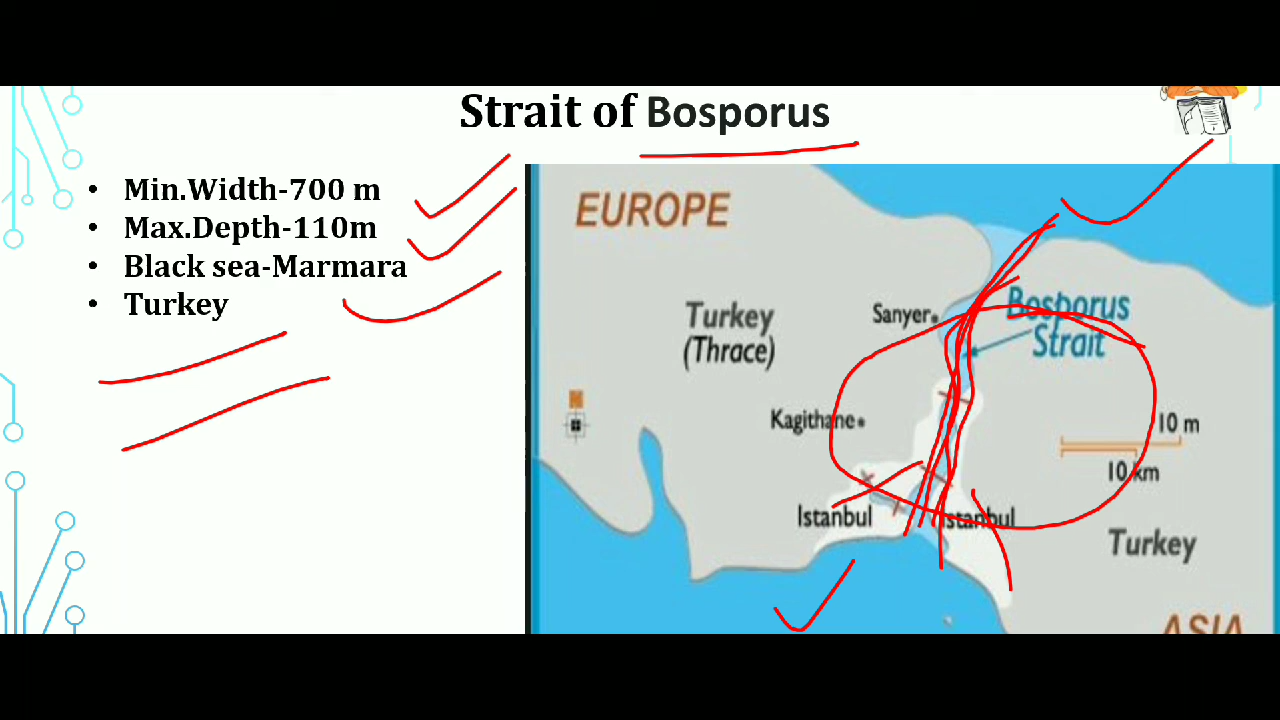 Strait of Bosporus
• Min.Width-700 m
• Max.Depth-110m
• Black sea-Marmara
• Turkey
EUROPE
Turkey
(Thrace)
Sanyer
Bosporus
Strait
Kagithane
N
10 m
10 km
Istanbul
Istanbul
Turkey
ASIA